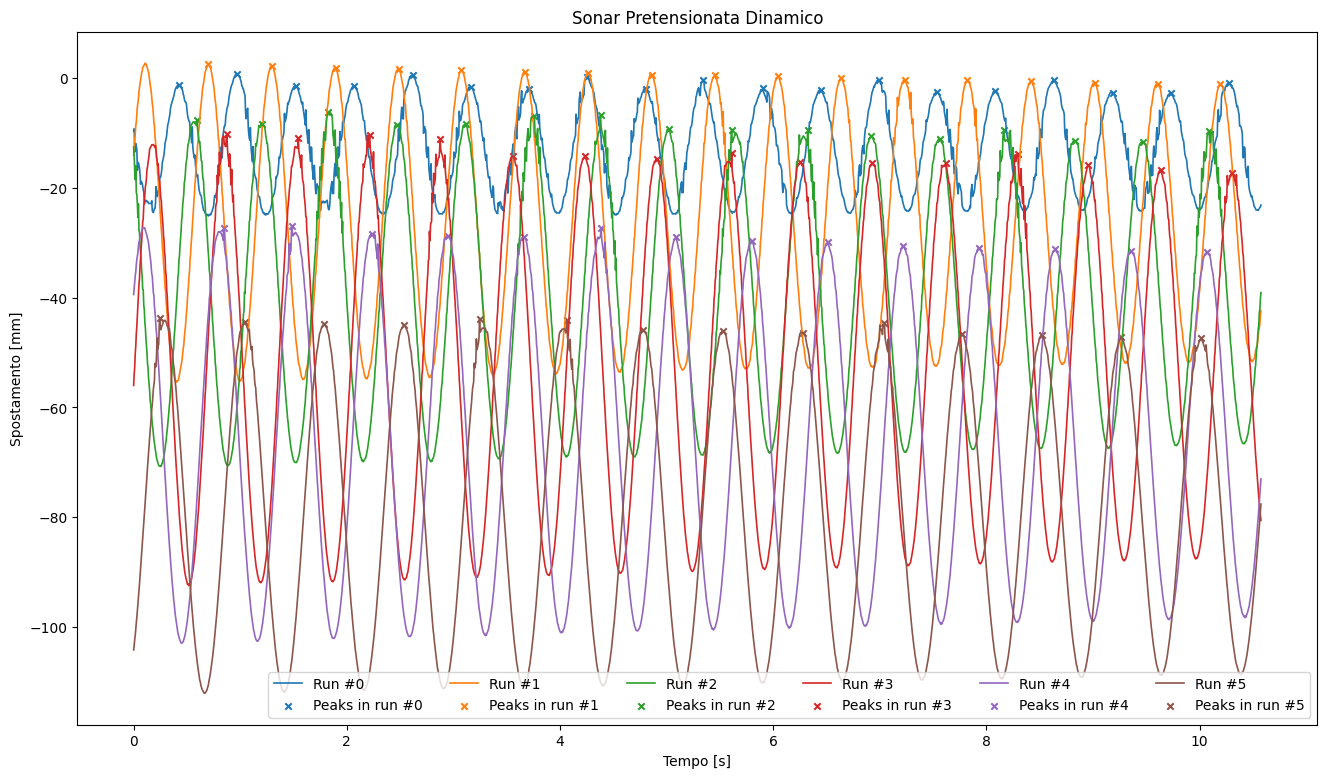 Sonar Pretensionata Dinamico
Spostamento [mm]
0
−20
−40
−60
−80
−100
0 2 4 6 8 10
Tempo [s]
Run #0 Run #1 Run #2 Run #3 Run #4 Run #5
Peaks in run #0 Peaks in run #1 Peaks in run #2 Peaks in run #3 Peaks in run #4 Peaks in run #5